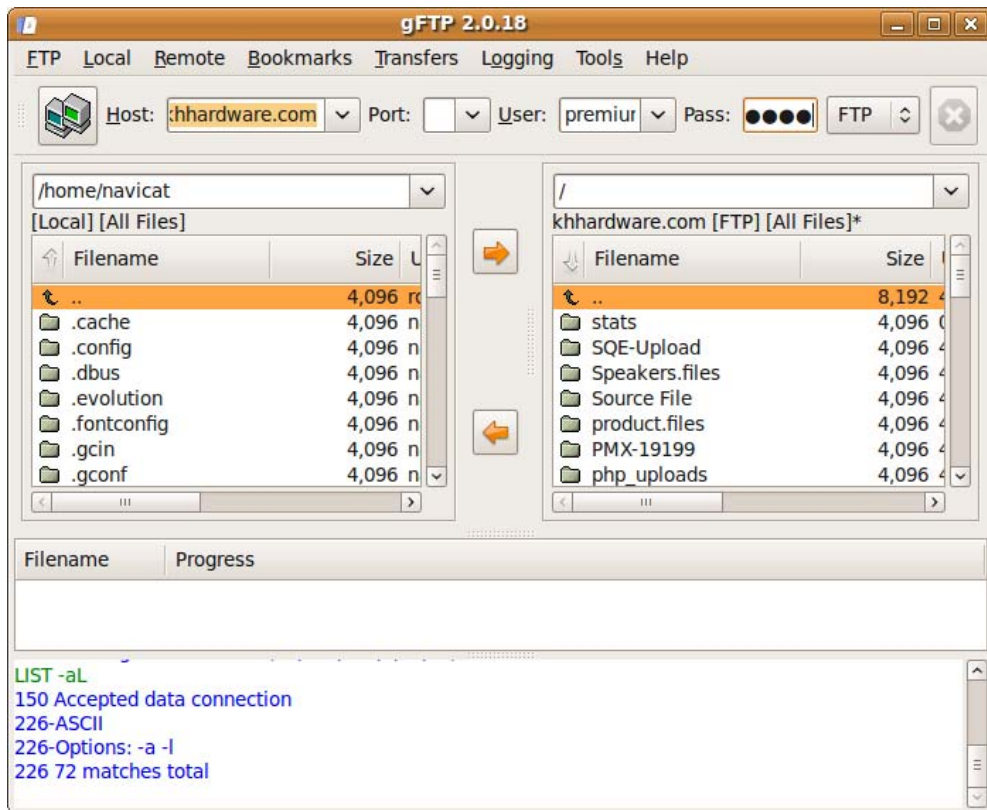 gFTP 2.0.18
FTP Local Remote Bookmarks Transfers Logging Tools Help
Host: khhardware.com Port: User: premiur Pass: ●●●● FTP
/home/navicat
[Local] [All Files]
Filename Size
.. 4,096
.cache 4,096
.config 4,096
.dbus 4,096
.evolution 4,096
.fontconfig 4,096
.gcin 4,096
.gconf 4,096
/
khhardware.com [FTP] [All Files]*
Filename Size
.. 8,192
stats 4,096
SQE-Upload 4,096
Speakers.files 4,096
Source File 4,096
product.files 4,096
PMX-19199 4,096
php_uploads 4,096
Filename Progress
LIST -aL
150 Accepted data connection
226-ASCII
226-Options: -a -l
226 72 matches total